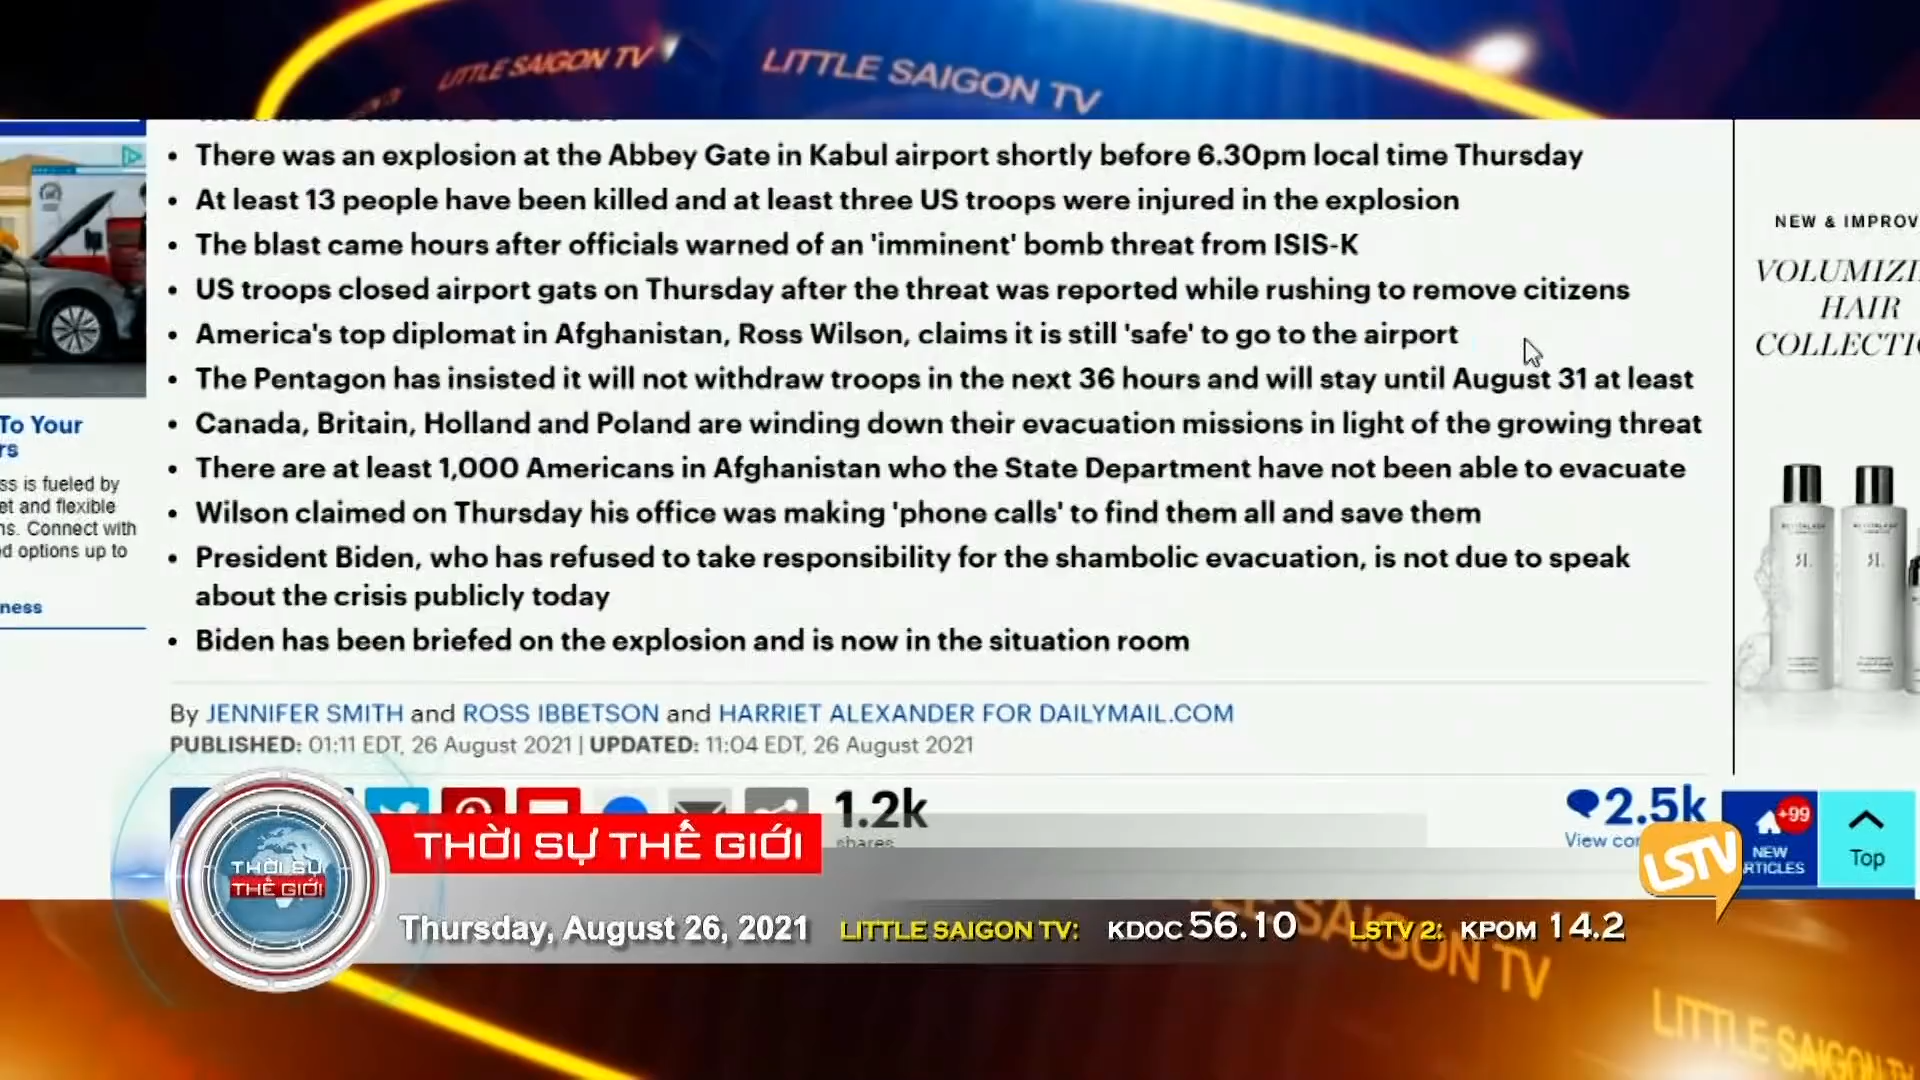 LITTLE SAIGON TV
LITTLE SAIGON TV
• There was an explosion at the Abbey Gate in Kabul airport shortly before 6.30pm local time Thursday
• At least 13 people have been killed and at least three US troops were injured in the explosion
• The blast came hours after officials warned of an 'imminent' bomb threat from ISIS-K
• US troops closed airport gats on Thursday after the threat was reported while rushing to remove citizens
• America's top diplomat in Afghanistan, Ross Wilson, claims it is still 'safe' to go to the airport
• The Pentagon has insisted it will not withdraw troops in the next 36 hours and will stay until August 31 at least
• Canada, Britain, Holland and Poland are winding down their evacuation missions in light of the growing threat
• There are at least 1,000 Americans in Afghanistan who the State Department have not been able to evacuate
• Wilson claimed on Thursday his office was making 'phone calls' to find them all and save them
• President Biden, who has refused to take responsibility for the shambolic evacuation, is not due to speak
about the crisis publicly today
• Biden has been briefed on the explosion and is now in the situation room
By JENNIFER SMITH and ROSS IBBETSON and HARRIET ALEXANDER FOR DAILYMAIL.COM
PUBLISHED: 01:11 EDT, 26 August 2021 | UPDATED: 11:04 EDT, 26 August 2021
To Your
rs
ss is fueled by
et and flexible
ns. Connect with
d options up to
ness
NEW & IMPROV
VOLUMIZI
HAIR
COLLECTI
1.2k
shares
2.5k
View co
+99
NEW
RTICLES
Top
LSTV
THỜI SỰ THẾ GIỚI
THỜI SỰ
THẾ GIỚI
Thursday, August 26, 2021 LITTLE SAIGON TV: KDOC 56.10 LSTV 2: KPOM 14.2
SAIGON TV
LITTLE SAIGON TV